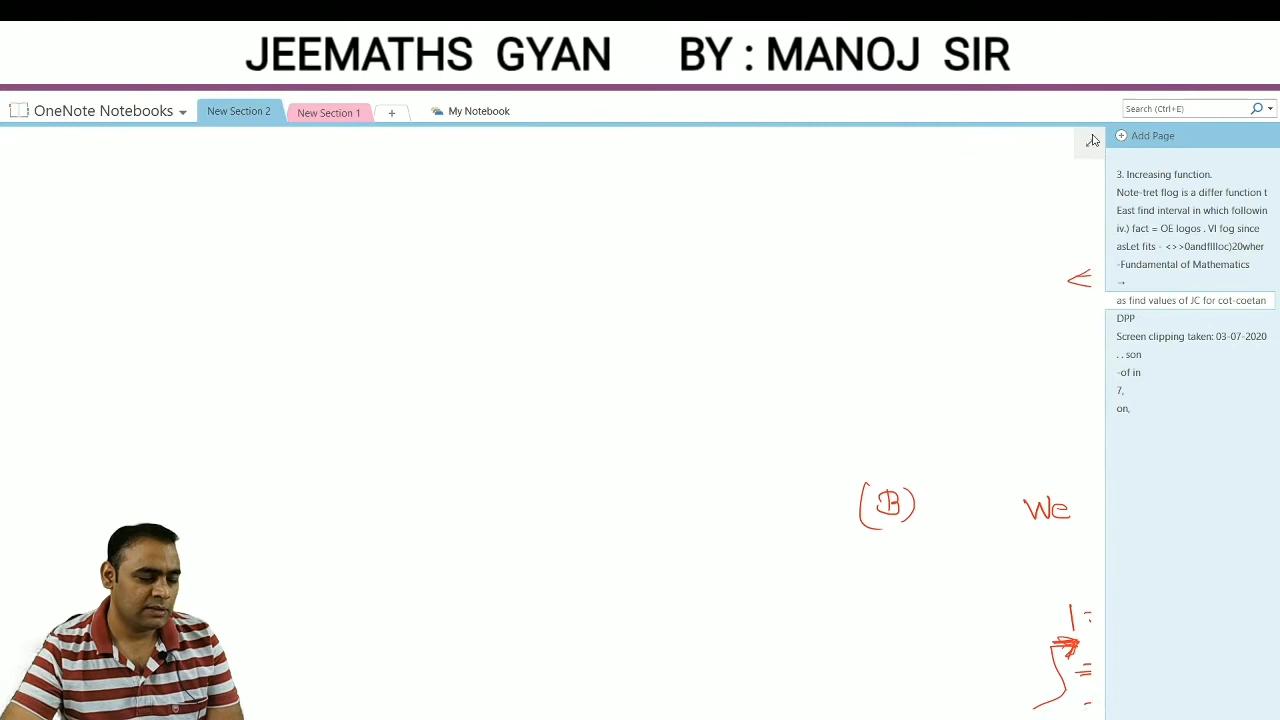 JEEMATHS GYAN BY : MANOJ SIR
OneNote Notebooks New Section 2 New Section 1 + My Notebook Search (Ctrl+E)
Add Page
3. Increasing function.
Note-tret flog is a differ function t
East find interval in which followin
iv.) fact = OE logos . VI fog since
asLet fits - <>>0andfIlloc)20wher
-Fundamental of Mathematics
→
as find values of JC for cot-coetan
DPP
Screen clipping taken: 03-07-2020
. . son
-of in
7,
on,
<
(B) We
1 =
=
-